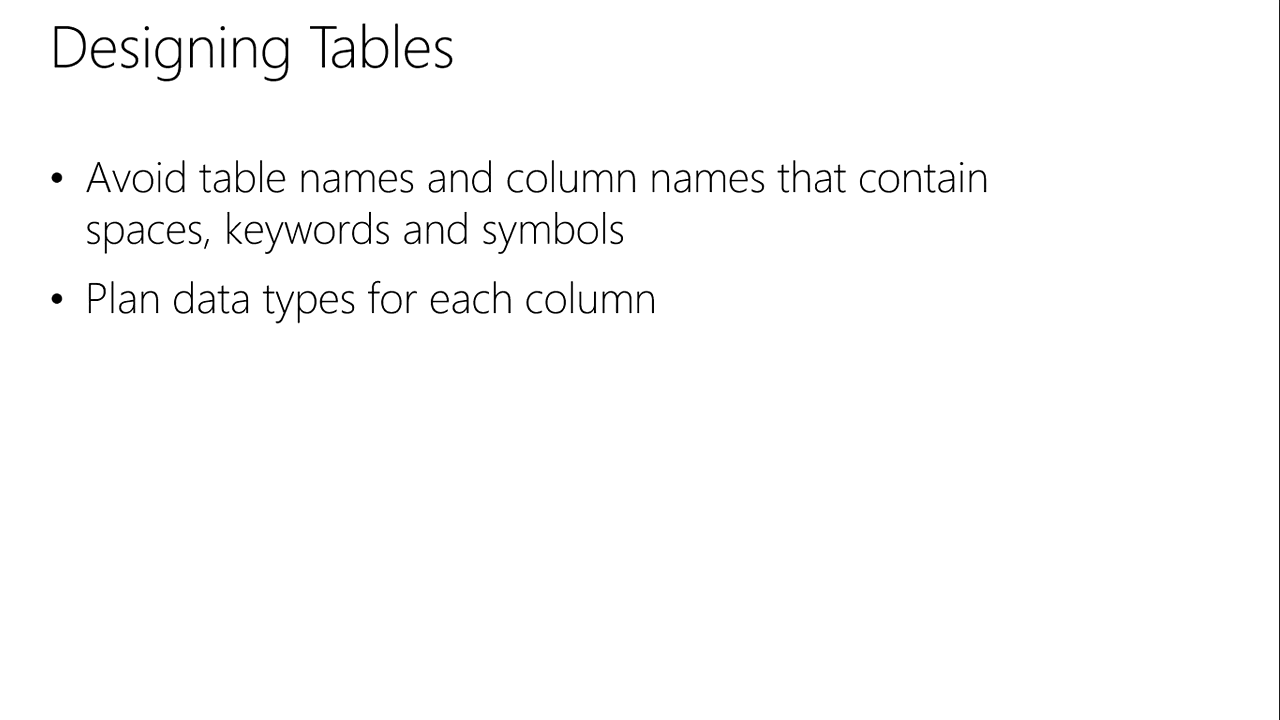 Designing Tables
• Avoid table names and column names that contain
spaces, keywords and symbols
• Plan data types for each column